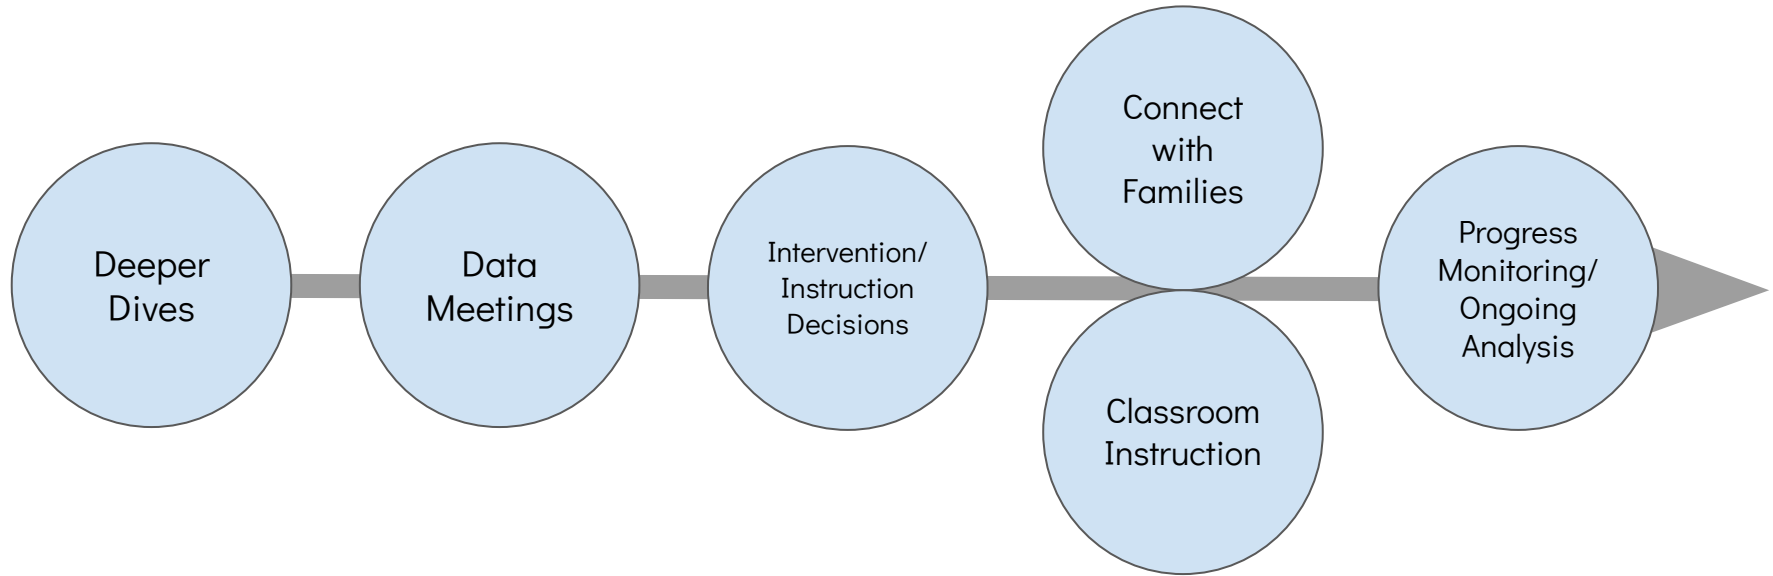 Deeper
Dives
Data
Meetings
Intervention/
Instruction
Decisions
Connect
with
Families
Classroom
Instruction
Progress
Monitoring/
Ongoing
Analysis